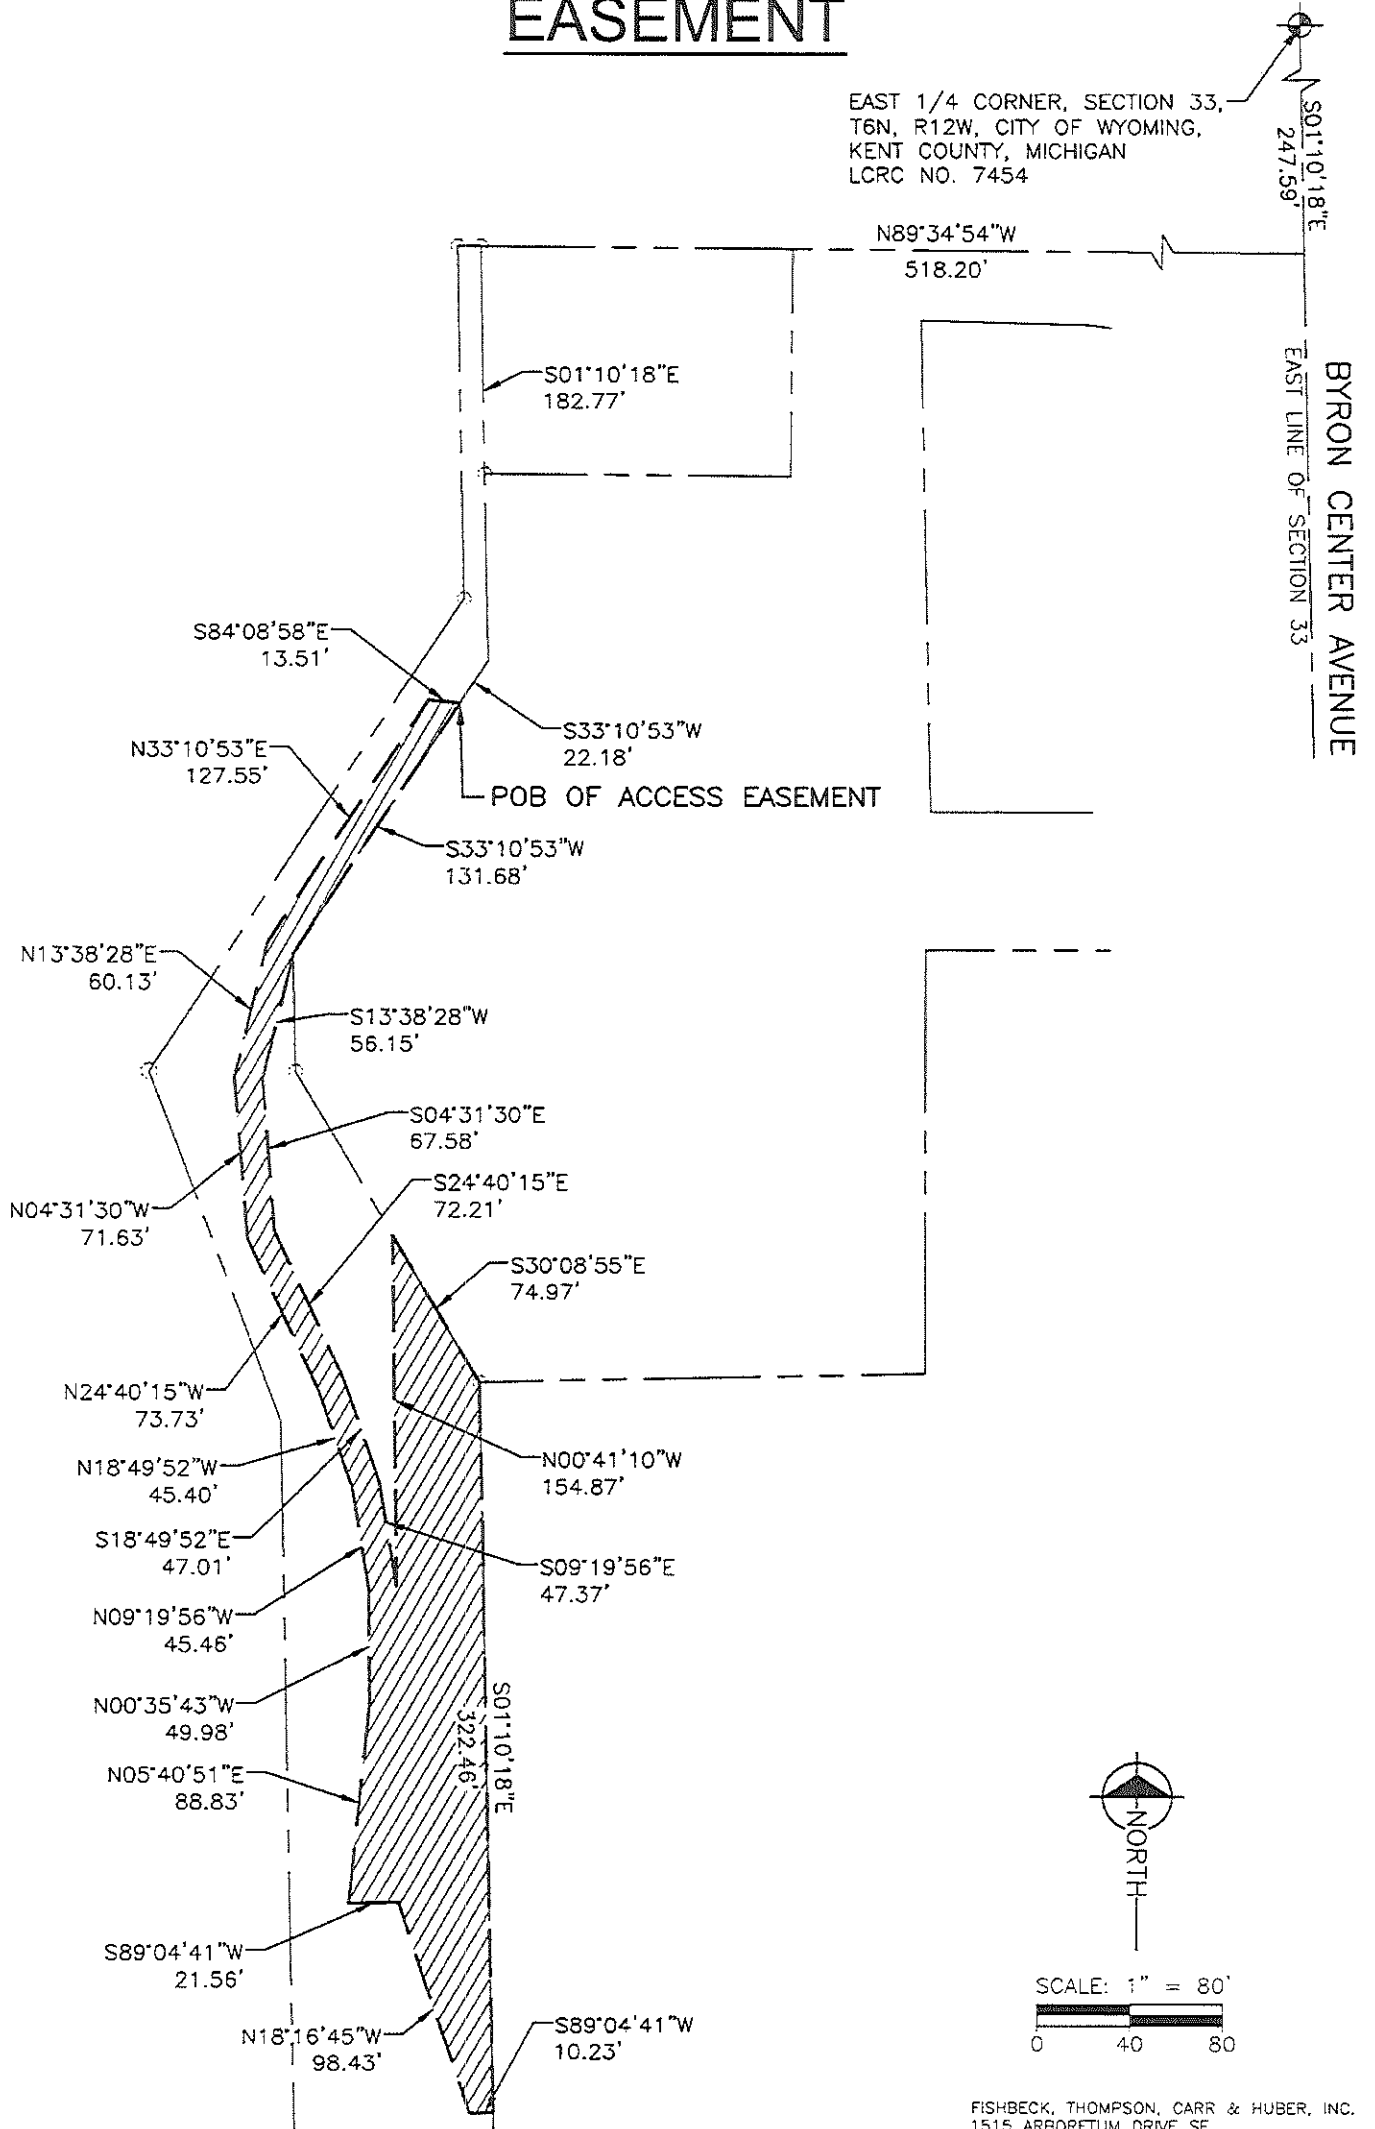 EASEMENT
EAST 1/4 CORNER, SECTION 33,
T6N, R12W, CITY OF WYOMING,
KENT COUNTY, MICHIGAN
LCRC NO. 7454
S01°10'18"E
247.59'
N89°34'54"W
518.20'
BYRON CENTER AVENUE
EAST LINE OF SECTION 33
S01°10'18"E
182.77'
S84°08'58"E
13.51'
S33°10'53"W
22.18'
N33°10'53"E
127.55'
POB OF ACCESS EASEMENT
S33°10'53"W
131.68'
N13°38'28"E
60.13'
S13°38'28"W
56.15'
S04°31'30"E
67.58'
S24°40'15"E
72.21'
N04°31'30"W
71.63'
S30°08'55"E
74.97'
N24°40'15"W
73.73'
N00°41'10"W
154.87'
N18°49'52"W
45.40'
S18°49'52"E
47.01'
S09°19'56"E
47.37'
N09°19'56"W
45.46'
N00°35'43"W
49.98'
S01°10'18"E
322.46'
N05°40'51"E
88.83'
S89°04'41"W
21.56'
N18°16'45"W
98.43'
S89°04'41"W
10.23'
NORTH
SCALE: 1" = 80'
0 40 80
FISHBECK, THOMPSON, CARR & HUBER, INC.
1515 ARBORETUM DRIVE SE